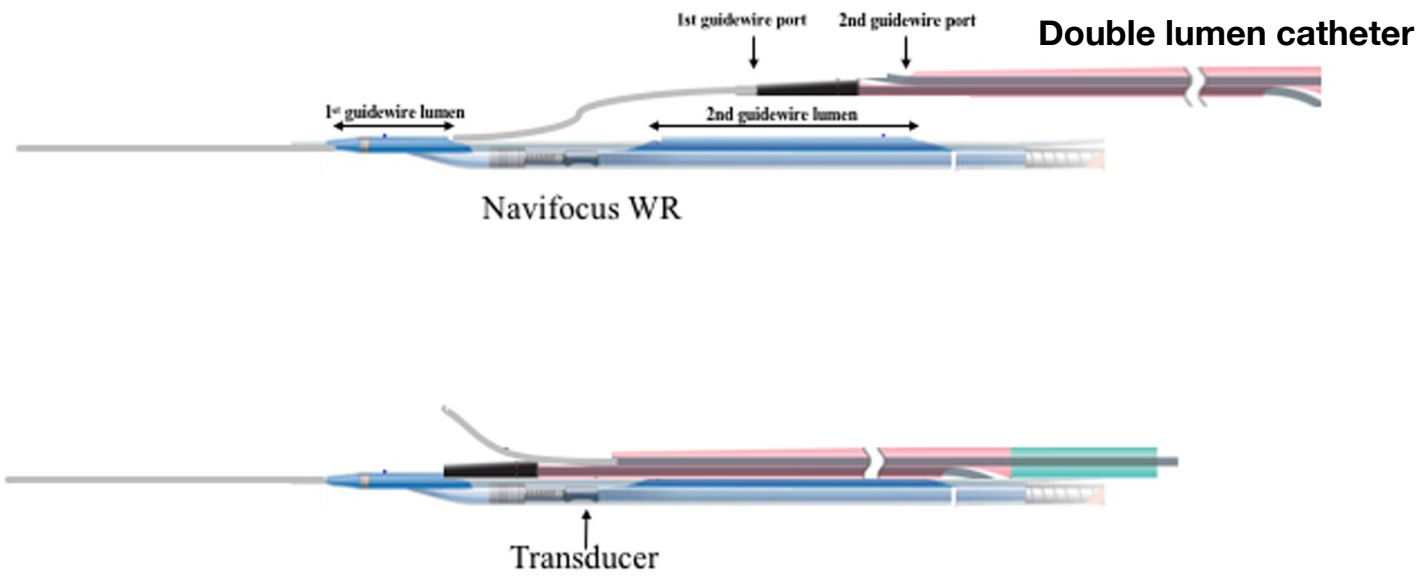 1st guidewire port 2nd guidewire port Double lumen catheter
1st guidewire lumen 2nd guidewire lumen
Navifocus WR
Transducer